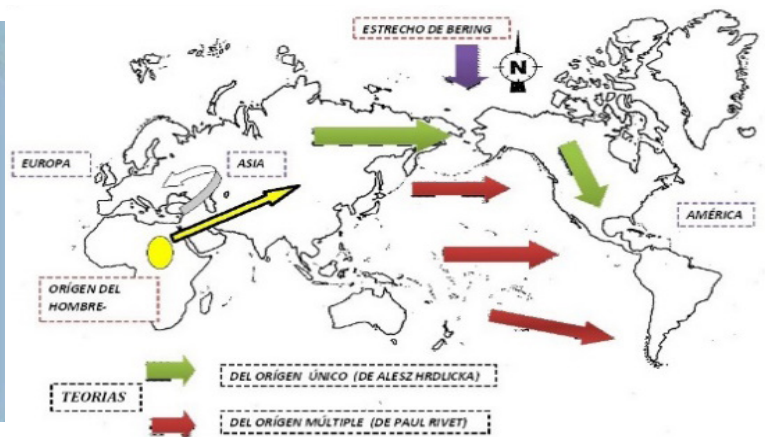 ESTRECHO DE BERING
N
EUROPA
ASIA
AMÉRICA
ORÍGEN DEL
HOMBRE-
TEORIAS
DEL ORÍGEN ÚNICO (DE ALESZ HRDLICKA)
DEL ORÍGEN MÚLTIPLE (DE PAUL RIVET)